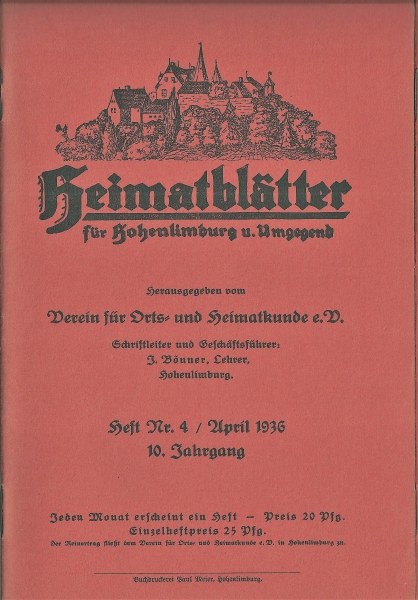 Heimatblätter
für Hohenlimburg u. Umgegend
Herausgegeben vom
Verein für Orts- und Heimatkunde e.V.
Schriftleiter und Geschäftsführer:
J. Bönner, Lehrer,
Hohenlimburg.
Heft Nr. 4 / April 1936
10. Jahrgang
Jeden Monat erscheint ein Heft — Preis 20 Pfg.
Einzelheftpreis 25 Pfg.
Der Reinertrag fließt dem Verein für Orts- und Heimatkunde e. V. in Hohenlimburg zu.
Buchdruckerei Paul Meier, Hohenlimburg.